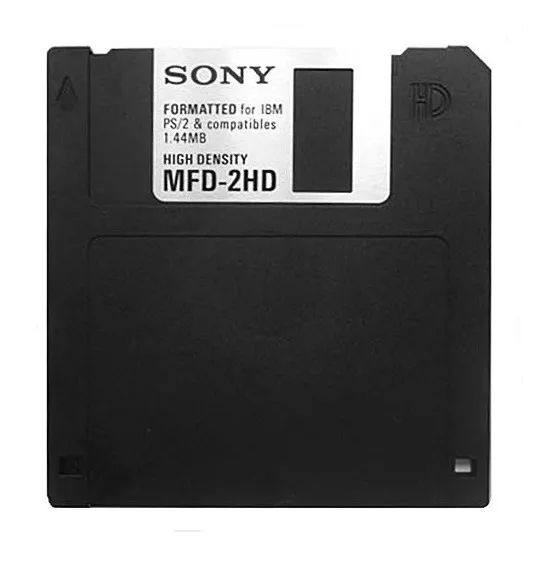 SONY
FORMATTED for IBM
PS/2 & compatibles
1.44MB
HIGH DENSITY
MFD-2HD
HD